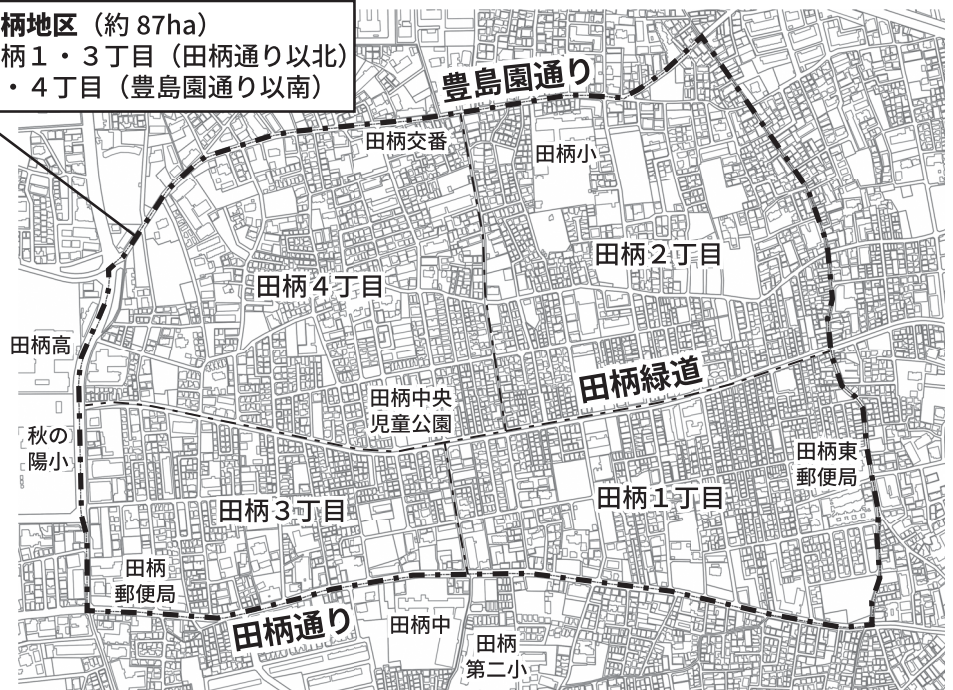 柄地区（約 87ha）
柄１・３丁目（田柄通り以北）
・４丁目（豊島園通り以南）
豊島園通り
田柄交番
田柄小
田柄２丁目
田柄４丁目
田柄高
田柄緑道
田柄中央
児童公園
秋の
陽小
田柄東
郵便局
田柄３丁目
田柄１丁目
田柄
郵便局
田柄通り
田柄中
田柄
第二小